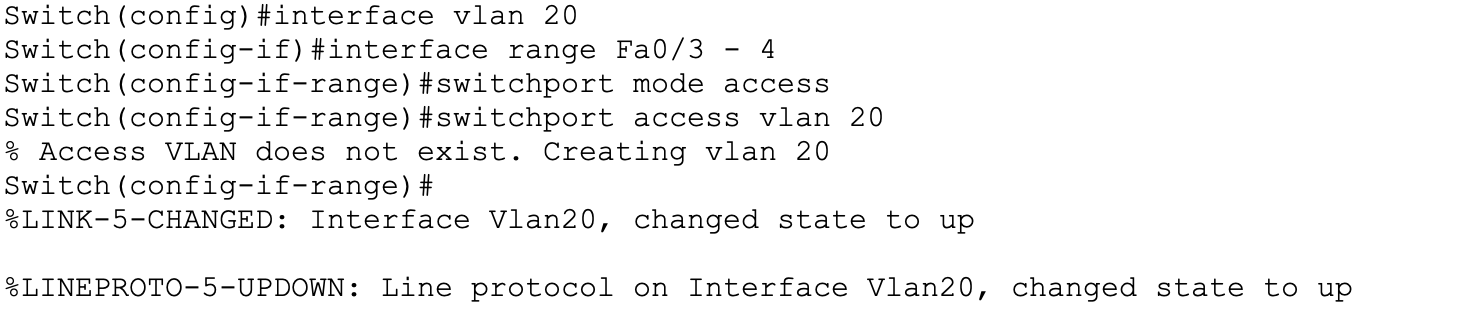 Switch(config)#interface vlan 20
Switch(config-if)#interface range Fa0/3 - 4
Switch(config-if-range)#switchport mode access
Switch(config-if-range)#switchport access vlan 20
% Access VLAN does not exist. Creating vlan 20
Switch(config-if-range)#
%LINK-5-CHANGED: Interface Vlan20, changed state to up
%LINEPROTO-5-UPDOWN: Line protocol on Interface Vlan20, changed state to up